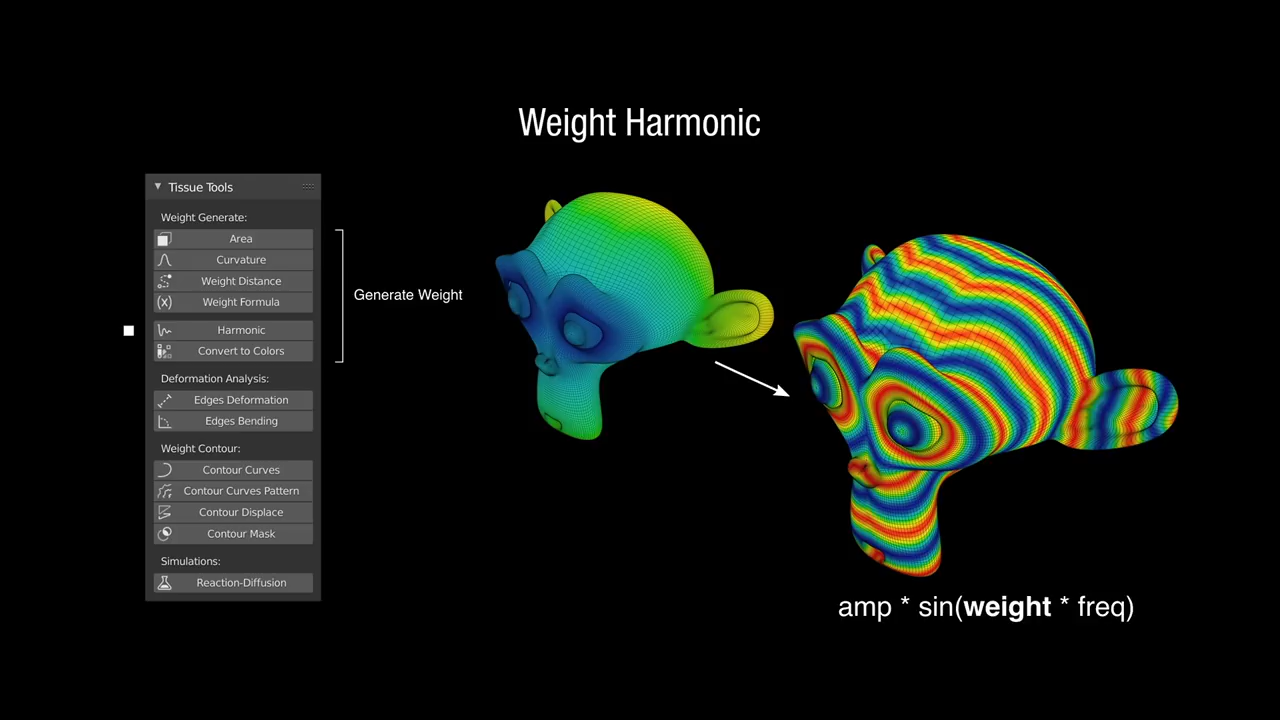 Weight Harmonic
Tissue Tools
Weight Generate:
Area
Curvature
Weight Distance
(x) Weight Formula
Harmonic
Convert to Colors
Deformation Analysis:
Edges Deformation
Edges Bending
Weight Contour:
Contour Curves
Contour Curves Pattern
Contour Displace
Contour Mask
Simulations:
Reaction-Diffusion
Generate Weight
amp * sin(weight * freq)